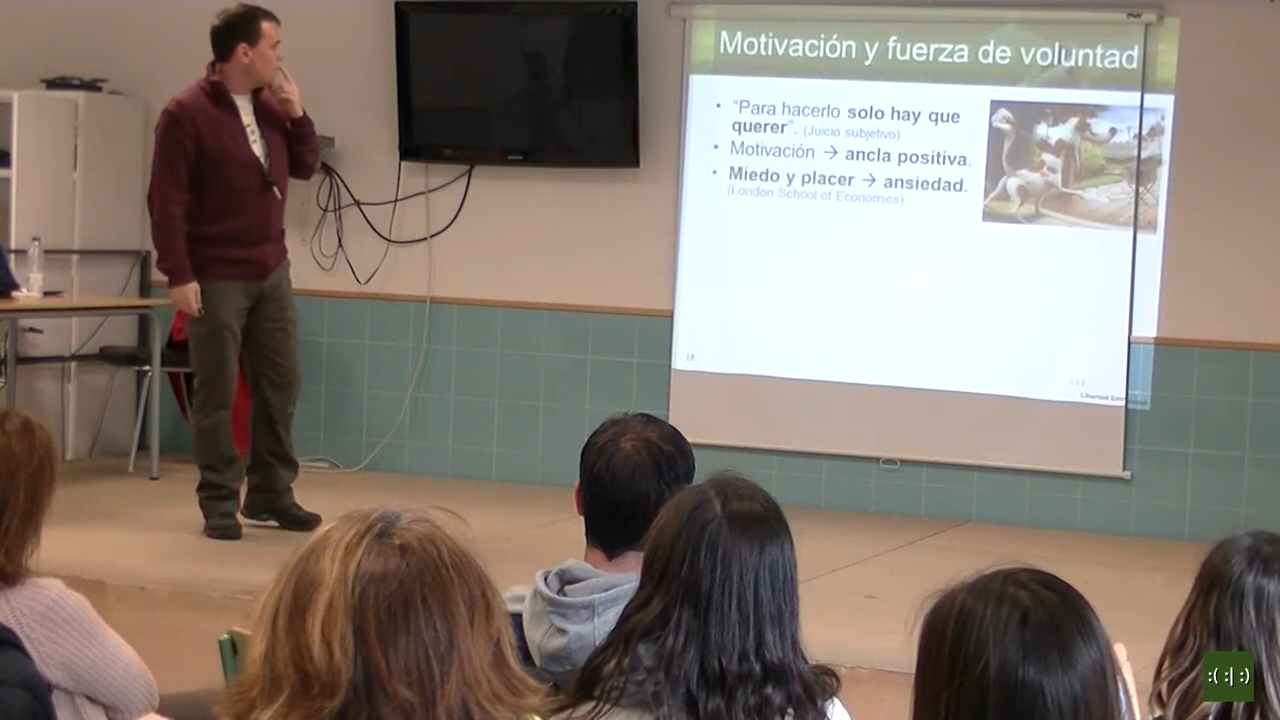 Motivación y fuerza de voluntad
• “Para hacerlo solo hay que
querer”. (Juicio subjetivo)
• Motivación → ancla positiva.
• Miedo y placer → ansiedad.
(London School of Economics)
18
:( :| :)